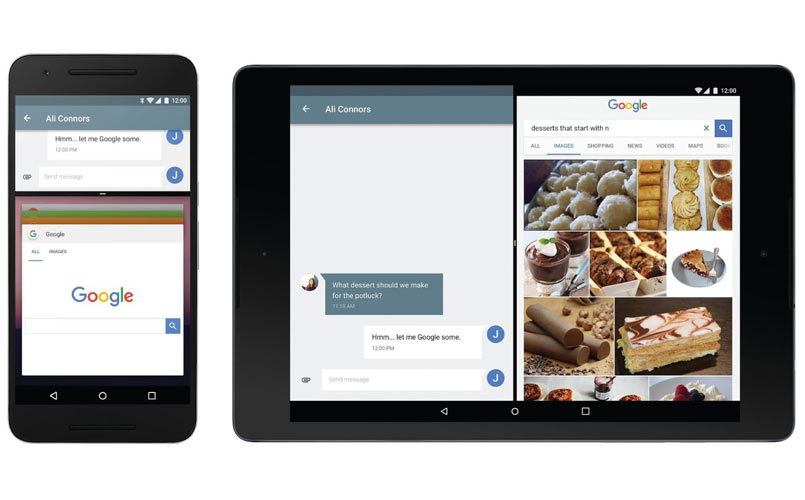 12:00
Ali Connors
Hmm... let me Google some.
12:00 PM
J
Send message
J
Google
ALL IMAGES
Google
12:00
Ali Connors
What dessert should we make
for the potluck?
11:59 AM
Hmm... let me Google some.
12:00 PM
J
Send message
J
Google
desserts that start with n
ALL IMAGES SHOPPING NEWS VIDEOS MAPS BOO